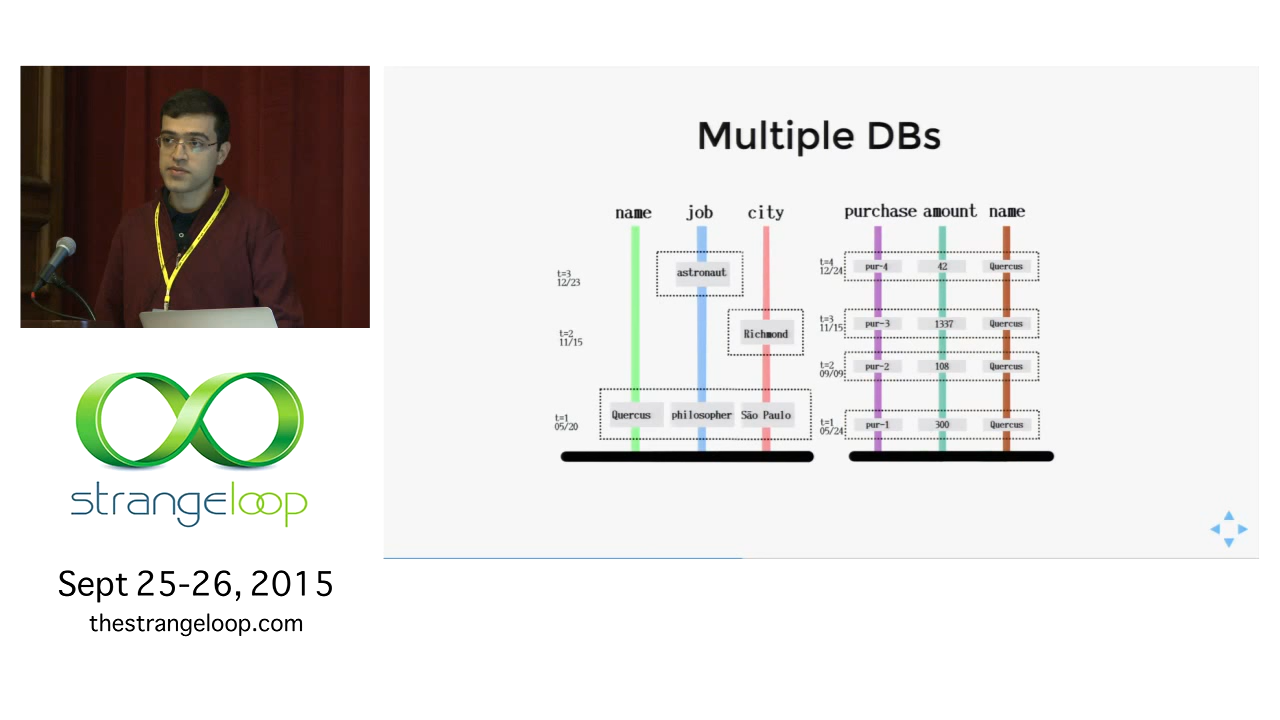 Multiple DBs
name job city
t=3
12/23
astronaut
t=2
11/15
Richmond
t=1
05/20
Quercus philosopher São Paulo
purchase amount name
t=4
12/24
pur-4 42 Quercus
t=3
11/15
pur-3 1337 Quercus
t=2
09/09
pur-2 108 Quercus
t=1
05/24
pur-1 300 Quercus
strangeloop
Sept 25-26, 2015
thestrangeloop.com